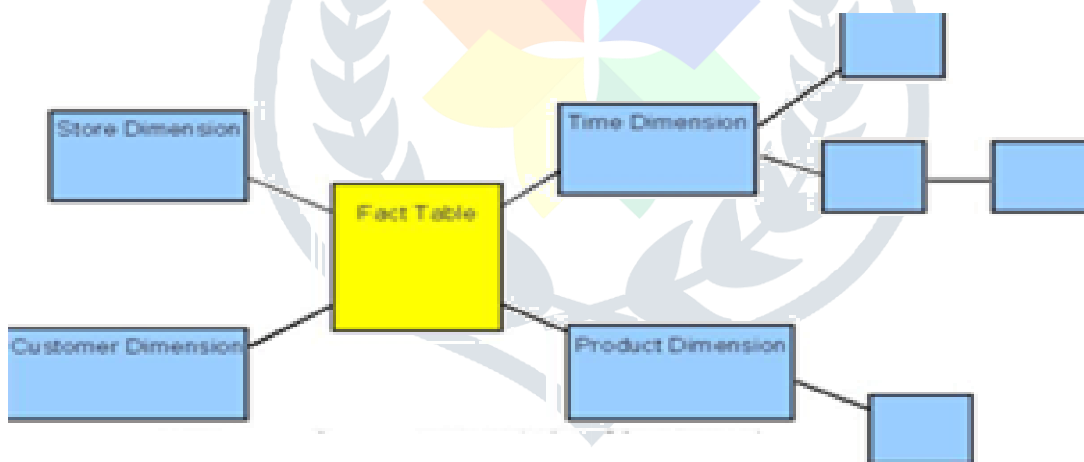 Store Dimension
Time Dimension
Fact Table
Customer Dimension
Product Dimension